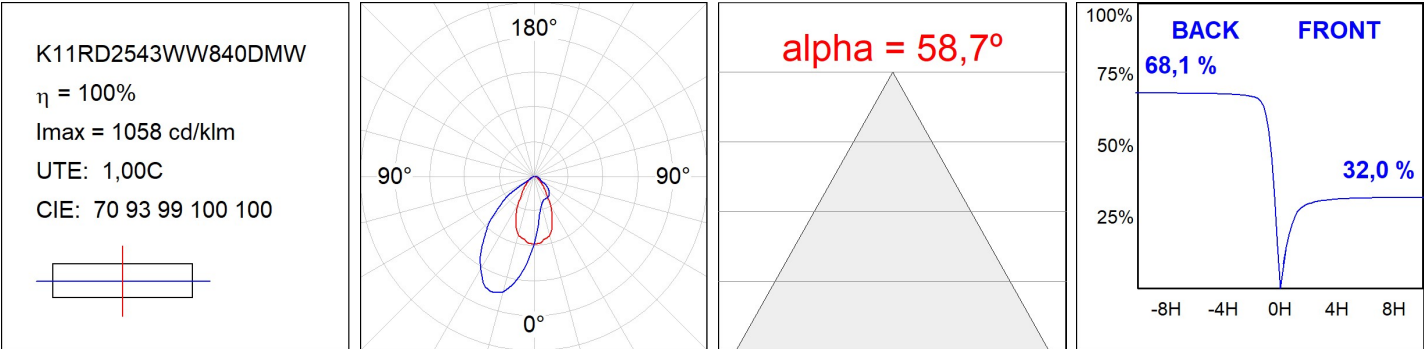 K11RD2543WW840DMW
η = 100%
Imax = 1058 cd/klm
UTE: 1,00C
CIE: 70 93 99 100 100
180°
90°
90°
0°
alpha = 58,7º
100%
75%
50%
25%
BACK
FRONT
68,1 %
32,0 %
-8H
-4H
0H
4H
8H